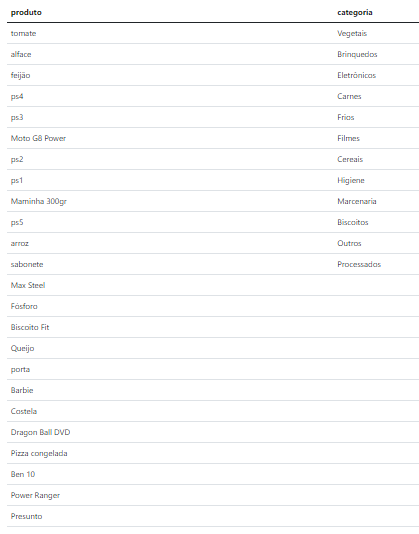 produto categoria
tomate Vegetais
alface Brinquedos
feijão Eletrônicos
ps4 Carnes
ps3 Frios
Moto G8 Power Filmes
ps2 Cereais
ps1 Higiene
Maminha 300gr Marcenaria
ps5 Biscoitos
arroz Outros
sabonete Processados
Max Steel
Fósforo
Biscoito Fit
Queijo
porta
Barbie
Costela
Dragon Ball DVD
Pizza congelada
Ben 10
Power Ranger
Presunto